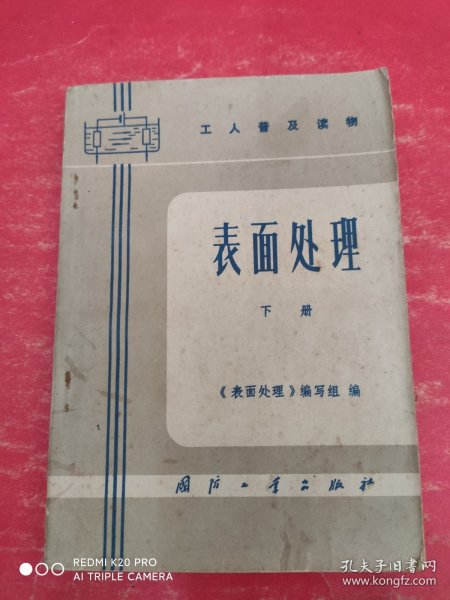 工人普及读物
表面处理
下册
《表面处理》编写组 编
国防工业出版社
REDMI K20 PRO
AI TRIPLE CAMERA
孔夫子旧书网
www.kongfz.com